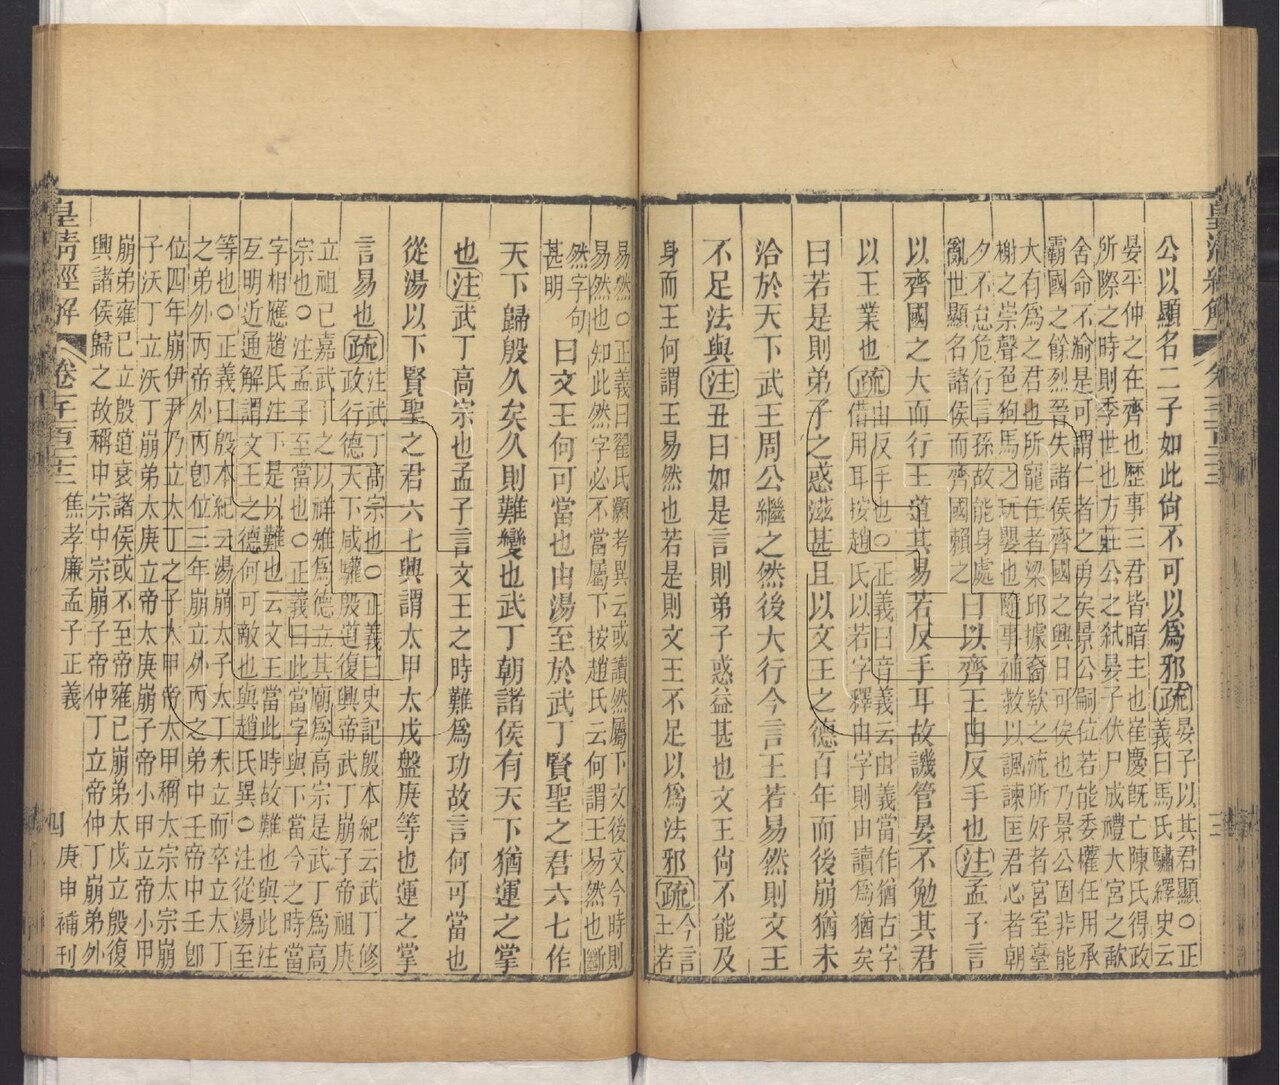 公以顯名二子如此尙不可以爲邪疏
晏子以其君顯〇正
義曰馬氏驌繹史云
晏平仲之在齊也歷事三君皆暗主也崔慶旣亡陳氏得政
所際之時則季世也方莊公之弑晏子伏尸成禮大宮之歃
舍命不渝是可謂仁者之勇矣景公嗣位若能委權任用承
霸國之餘烈晉失諸侯齊國之興日可俟也乃景公固非能
大有爲之君也所寵任者梁邱據裔欵之流所好者宮室臺
榭之崇聲色狗馬之玩嬰也隨事補救以諷諫匡君心者朝
夕不怠危行言孫故能身處
亂世顯名諸侯而齊國賴之
曰以齊王由反手也注孟子言
以齊國之大而行王道其易若反手耳故譏管晏不勉其君
以王業也疏
由反手也〇正義曰音義云由義當作猶古字
借用耳按趙氏以若字釋由字則由讀爲猶矣
曰若是則弟子之惑滋甚且以文王之德百年而後崩猶未
洽於天下武王周公繼之然後大行今言王若易然則文王
不足法與注丑曰如是言則弟子惑益甚也文王尙不能及
身而王何謂王易然也若是則文王不足以爲法邪疏
今言
王若
易然〇正義曰翟氏灝考異云或讀然屬下文後文今時則
易然也知此然字必不當屬下按趙氏云何謂王易然也斷
然字句
甚明
曰文王何可當也由湯至於武丁賢聖之君六七作
天下歸殷久矣久則難變也武丁朝諸侯有天下猶運之掌
也注武丁高宗也孟子言文王之時難爲功故言何可當也
從湯以下賢聖之君六七興謂太甲太戊盤庚等也運之掌
言易也疏
注武丁高宗也〇正義曰史記殷本紀云武丁修
政行德天下咸驩殷道復興帝武丁崩子帝祖庚
立祖己嘉武丁之以祥雉爲德立其廟爲高宗是武丁爲高
宗也〇注孟子至當也〇正義曰此當字與下當今之時當
字相應趙氏注下是以難也云文王當此時故難也與此注
互明近通解謂文王之德何可敵也與趙氏異〇注從湯至
等也〇正義曰殷本紀云湯崩太子太丁未立而卒立太丁
之弟外丙帝外丙卽位三年崩立外丙之弟中壬帝中壬卽
位四年崩伊尹乃立太丁之子太甲帝太甲稱太宗太宗崩
子沃丁立沃丁崩弟太庚立帝太庚崩子帝小甲立帝小甲
崩弟雍已立殷道衰諸侯或不至帝雍已崩弟太戊立殷復
興諸侯歸之故稱中宗中宗崩子帝仲丁立帝仲丁崩弟外
皇淸經解
焦孝廉孟子正義
四
庚申補刊